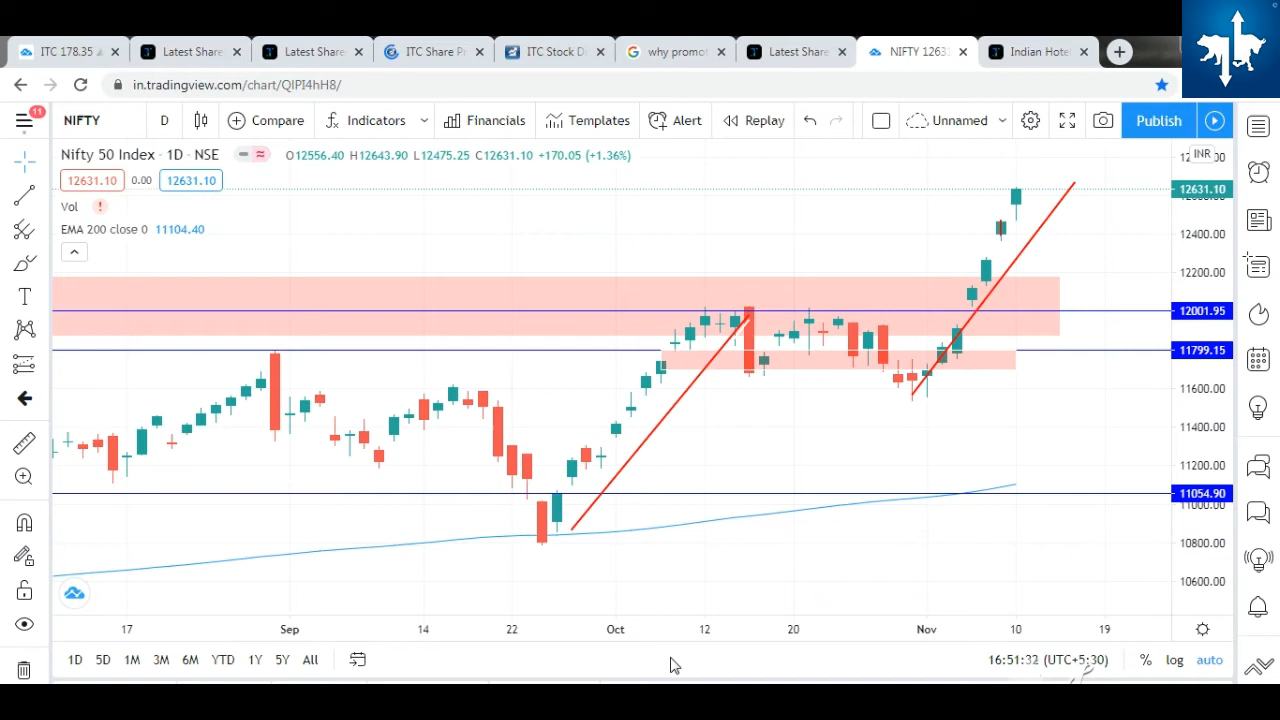 ITC 178.35
Latest Share
Latest Share
ITC Share Pr
ITC Stock D
why promot
Latest Share
NIFTY 1263
Indian Hotel
in.tradingview.com/chart/QIPI4hH8/
11
NIFTY
D
Compare
Indicators
Financials
Templates
Alert
Replay
Unnamed
Publish
Nifty 50 Index · 1D · NSE
O12556.40 H12643.90 L12475.25 C12631.10 +170.05 (+1.36%)
INR
12631.10 0.00 12631.10
12631.10
Vol
EMA 200 close 0 11104.40
12400.00
12200.00
12001.95
11799.15
11600.00
11400.00
11200.00
11054.90
11000.00
10800.00
10600.00
17 Sep 14 22 Oct 12 20 Nov 10 19
1D 5D 1M 3M 6M YTD 1Y 5Y All
16:51:32 (UTC+5:30)
% log auto